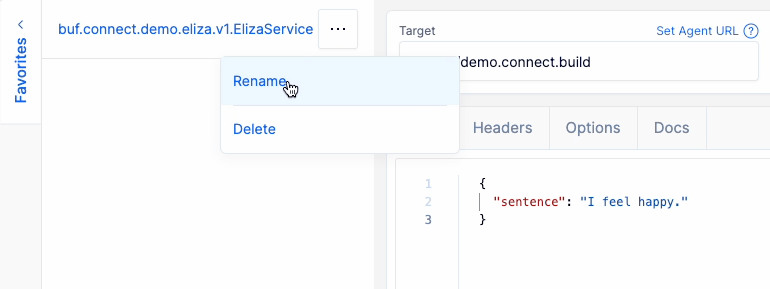 Favorites
buf.connect.demo.eliza.v1.ElizaService
Rename
Delete
Target
Set Agent URL
/demo.connect.build
Headers
Options
Docs
1 {
2 "sentence": "I feel happy."
3 }